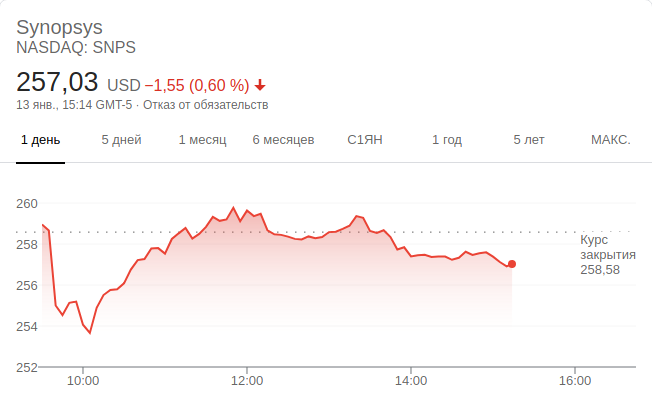 Synopsys
NASDAQ: SNPS
257,03 USD −1,55 (0,60 %)
13 янв., 15:14 GMT-5 · Отказ от обязательств
1 день 5 дней 1 месяц 6 месяцев С1ЯН 1 год 5 лет МАКС.
260
258
256
254
252
Курс
закрытия
258,58
10:00 12:00 14:00 16:00